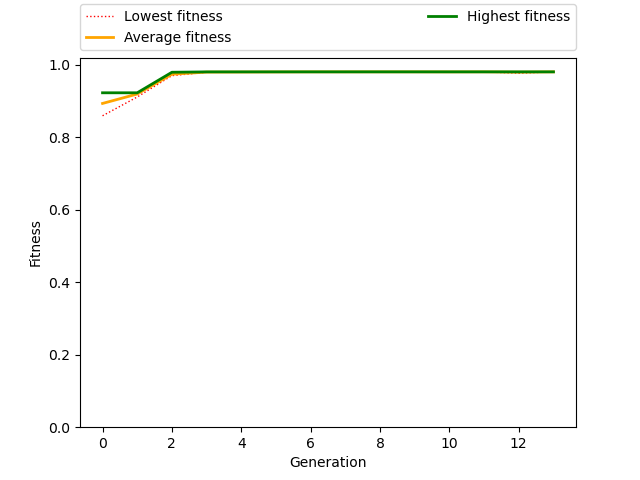 Lowest fitness
Average fitness
Highest fitness
1.0
0.8
0.6
0.4
0.2
0.0
Fitness
0 2 4 6 8 10 12
Generation